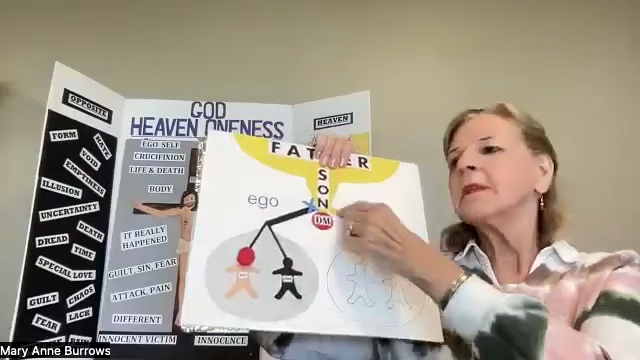 OPPOSITE
FORM
HATE
VOID
EMPTINESS
ILLUSION
UNCERTAINTY
DEATH
DREAD
TIME
SPECIAL LOVE
GUILT
CHAOS
LACK
FEAR
GOD
HEAVEN ONENESS
EGO SELF
CRUCIFIXION
LIFE & DEATH
BODY
IT REALLY
HAPPENED
GUILT, SIN, FEAR
ATTACK, PAIN
DIFFERENT
INNOCENT VICTIM
INNOCENCE
HEAVEN
FATHER
SON
ego
DM
Mary Anne Burrows